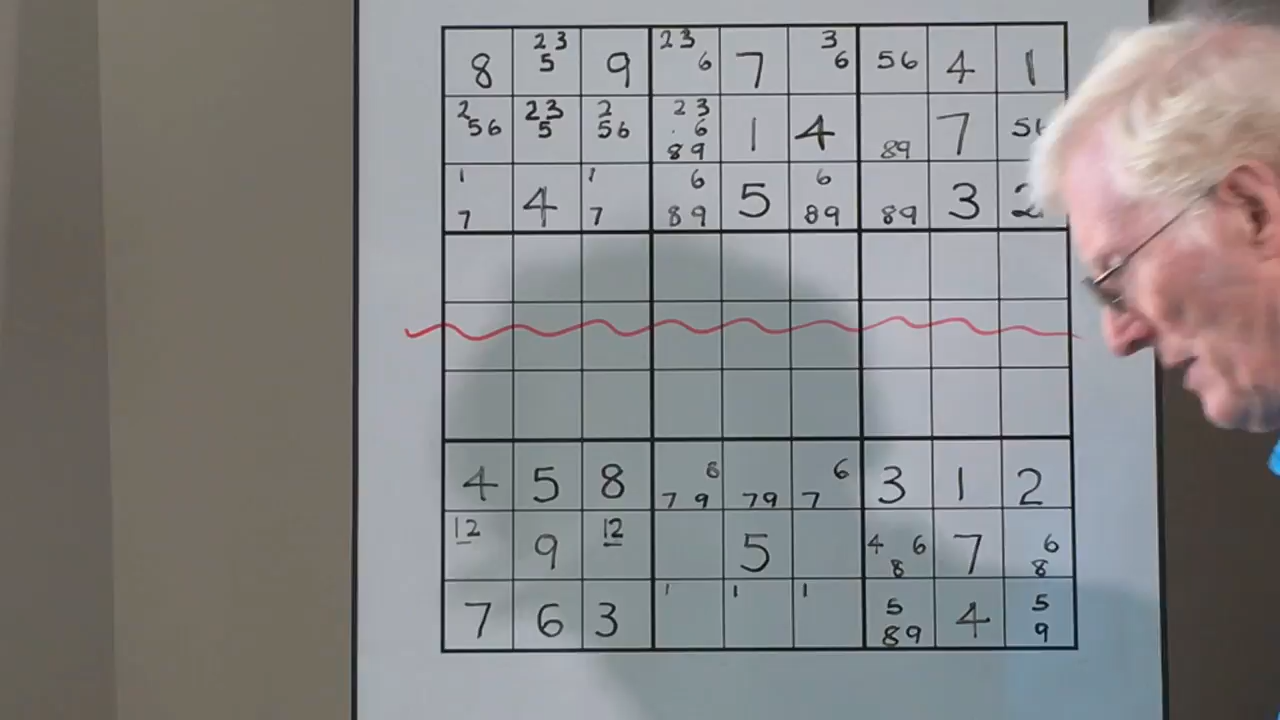 8 2 3 5 9 2 3 6 7 3 6 5 6 4 1
2 5 6 2 3 5 2 5 6 2 3 6 8 9 1 4 8 9 7 5
1 7 4 1 7 6 8 9 5 6 8 9 8 9 3 2
4 5 8 7 9 7 9 6 7 3 1 2
1 2 9 1 2 5 4 6 8 7 6 8
7 6 3 1 1 1 5 8 9 4 5 9